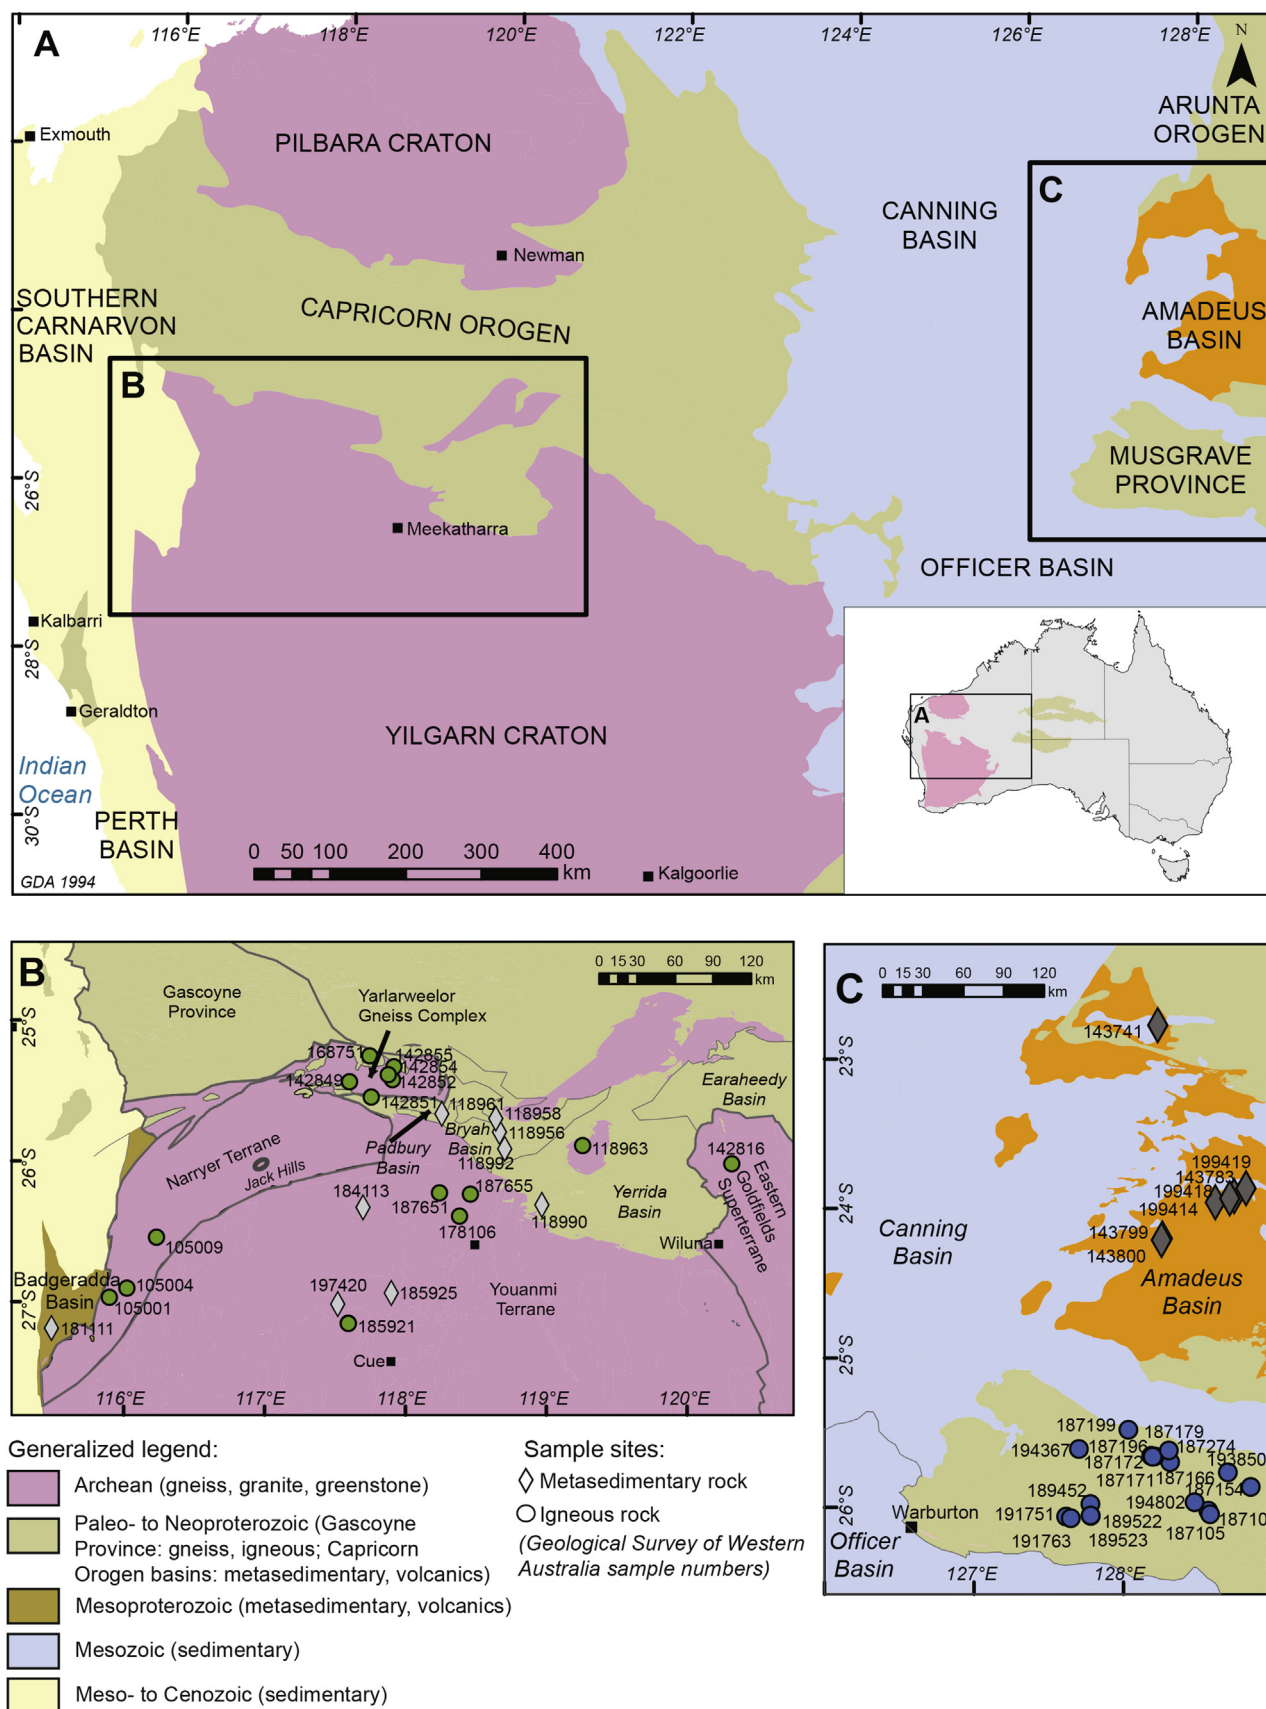 A
116°E
118°E
120°E
122°E
124°E
126°E
128°E
N
ARUNTA
OROGEN
Exmouth
PILBARA CRATON
C
CANNING
BASIN
Newman
SOUTHERN
CARNARVON
BASIN
CAPRICORN OROGEN
AMADEUS
BASIN
B
MUSGRAVE
PROVINCE
26°S
Meekatharra
OFFICER BASIN
Kalbarri
28°S
Geraldton
YILGARN CRATON
A
Indian
Ocean
30°S
PERTH
BASIN
0 50 100 200 300 400
km
Kalgoorlie
GDA 1994
B
Gascoyne
Province
Yarlarweelor
Gneiss Complex
0 15 30 60 90 120
km
25°S
168751
142855
142854
142849
142852
142851
118961
118958
Earaheedy
Basin
Bryah
Basin
118956
Padbury
Basin
118992
118963
142816
26°S
Narryer Terrane
Jack Hills
184113
187655
187651
178106
118990
Yerrida
Basin
Eastern
Goldfields
Superterrane
Wiluna
105009
Badgeradda
Basin
105004
105001
197420
185925
Youanmi
Terrane
27°S
181111
185921
Cue
116°E
117°E
118°E
119°E
120°E
C
0 15 30 60 90 120
km
143741
23°S
199419
143783
199418
199414
24°S
Canning
Basin
143799
143800
Amadeus
Basin
25°S
187199
187179
194367
187196
187274
187172
193850
187171
187166
187154
189452
194802
26°S
Warburton
191751
189522
18710
187105
Officer
Basin
191763
189523
127°E
128°E
Generalized legend:
Archean (gneiss, granite, greenstone)
Paleo- to Neoproterozoic (Gascoyne
Province: gneiss, igneous; Capricorn
Orogen basins: metasedimentary, volcanics)
Mesoproterozoic (metasedimentary, volcanics)
Mesozoic (sedimentary)
Meso- to Cenozoic (sedimentary)
Sample sites:
Metasedimentary rock
Igneous rock
(Geological Survey of Western
Australia sample numbers)